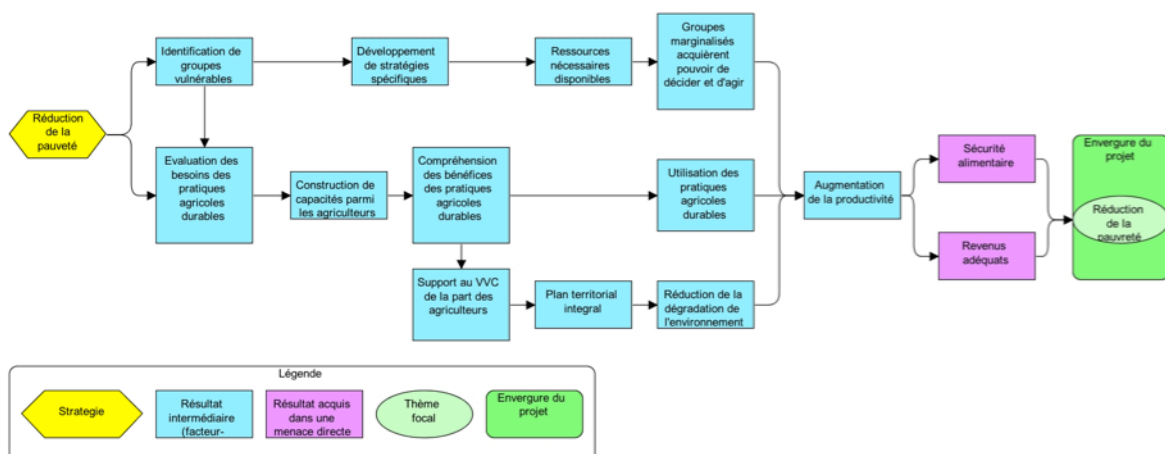 Identification de
groupes
vulnérables
Développement
de stratégies
spécifiques
Ressources
nécessaires
disponibles
Groupes
marginalisés
acquièrent
pouvoir de
décider et d'agir
Réduction
de la
pauveté
Evaluation des
besoins des
pratiques
agricoles
durables
Construction de
capacités parmi
les agriculteurs
Compréhension
des bénéfices
des pratiques
agricoles
durables
Utilisation des
pratiques
agricoles
durables
Augmentation
de la productivité
Sécurité
alimentaire
Revenus
adéquats
Envergure du
projet
Réduction
de la
pauvreté
Support au VVC
de la part des
agriculteurs
Plan territorial
integral
Réduction de la
dégradation de
l'environnement
Légende
Strategie
Résultat
intermédiaire
(facteur-
Résultat acquis
dans une
menace directe
Thème
focal
Envergure du
projet